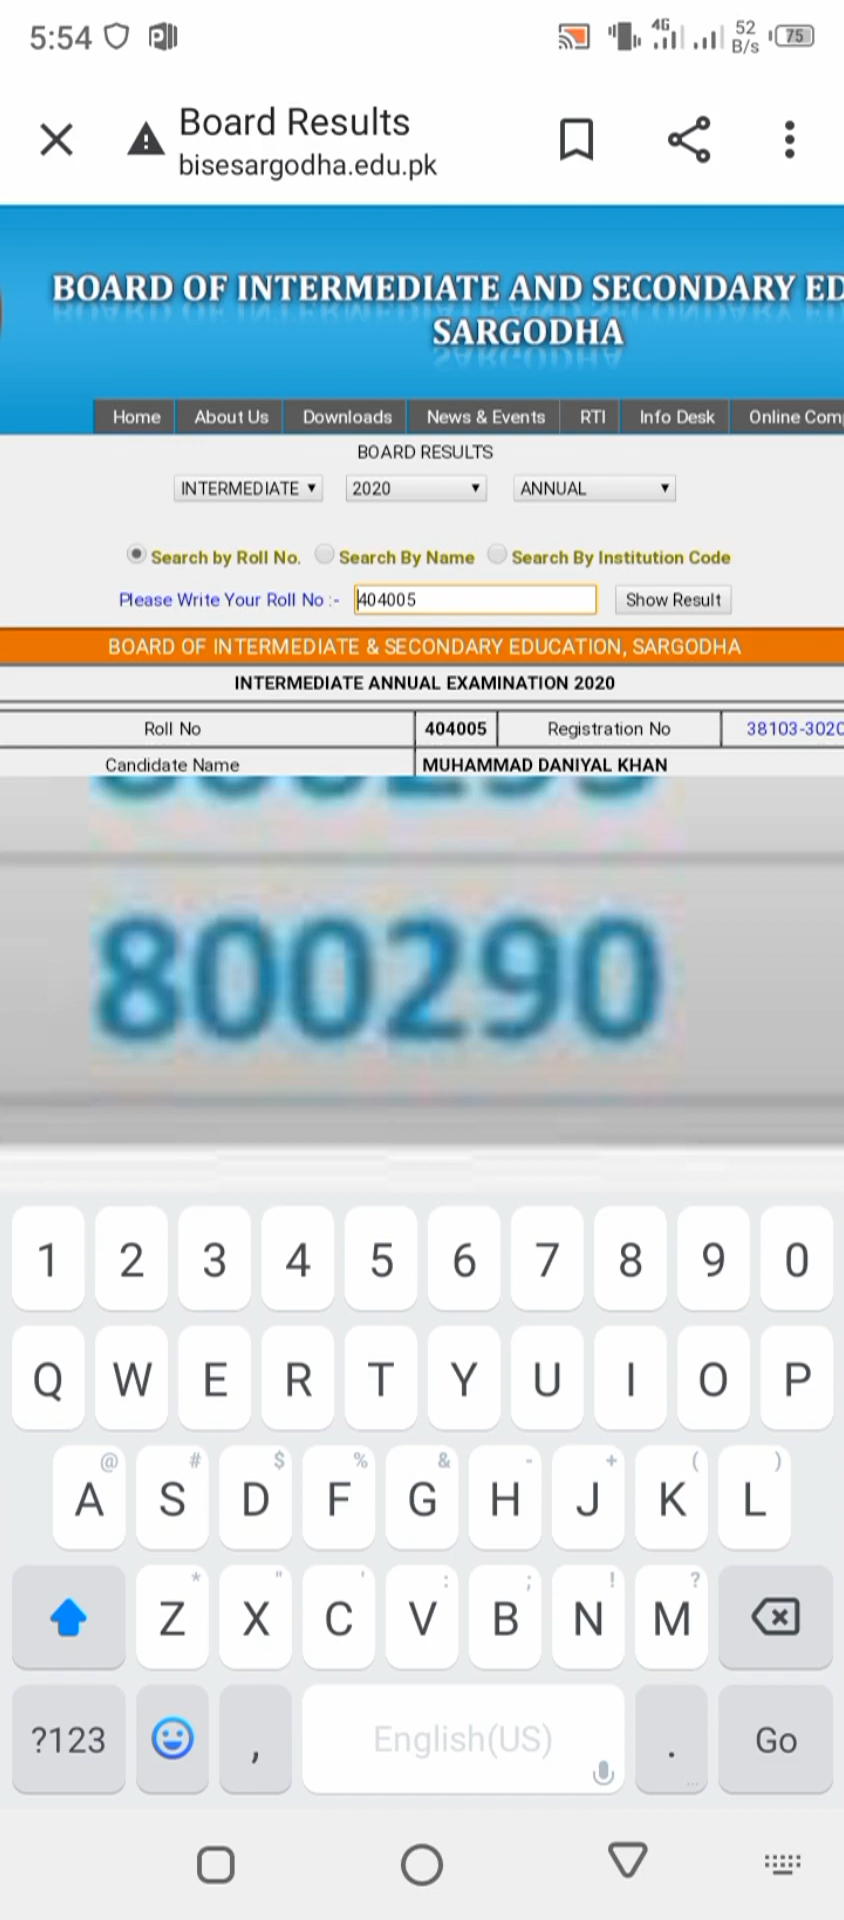 5:54
4G
52
B/s
75
Board Results
bisesargodha.edu.pk
BOARD OF INTERMEDIATE AND SECONDARY ED
SARGODHA
Home About Us Downloads News & Events RTI Info Desk Online Com
BOARD RESULTS
INTERMEDIATE 2020 ANNUAL
Search by Roll No. Search By Name Search By Institution Code
Please Write Your Roll No :- 404005 Show Result
BOARD OF INTERMEDIATE & SECONDARY EDUCATION, SARGODHA
INTERMEDIATE ANNUAL EXAMINATION 2020
Roll No 404005 Registration No 38103-3020
Candidate Name MUHAMMAD DANIYAL KHAN
800290
1 2 3 4 5 6 7 8 9 0
Q W E R T Y U I O P
@ # $ % & - + ( )
A S D F G H J K L
* " ' : ; ! ?
Z X C V B N M
?123 , English(US) . Go